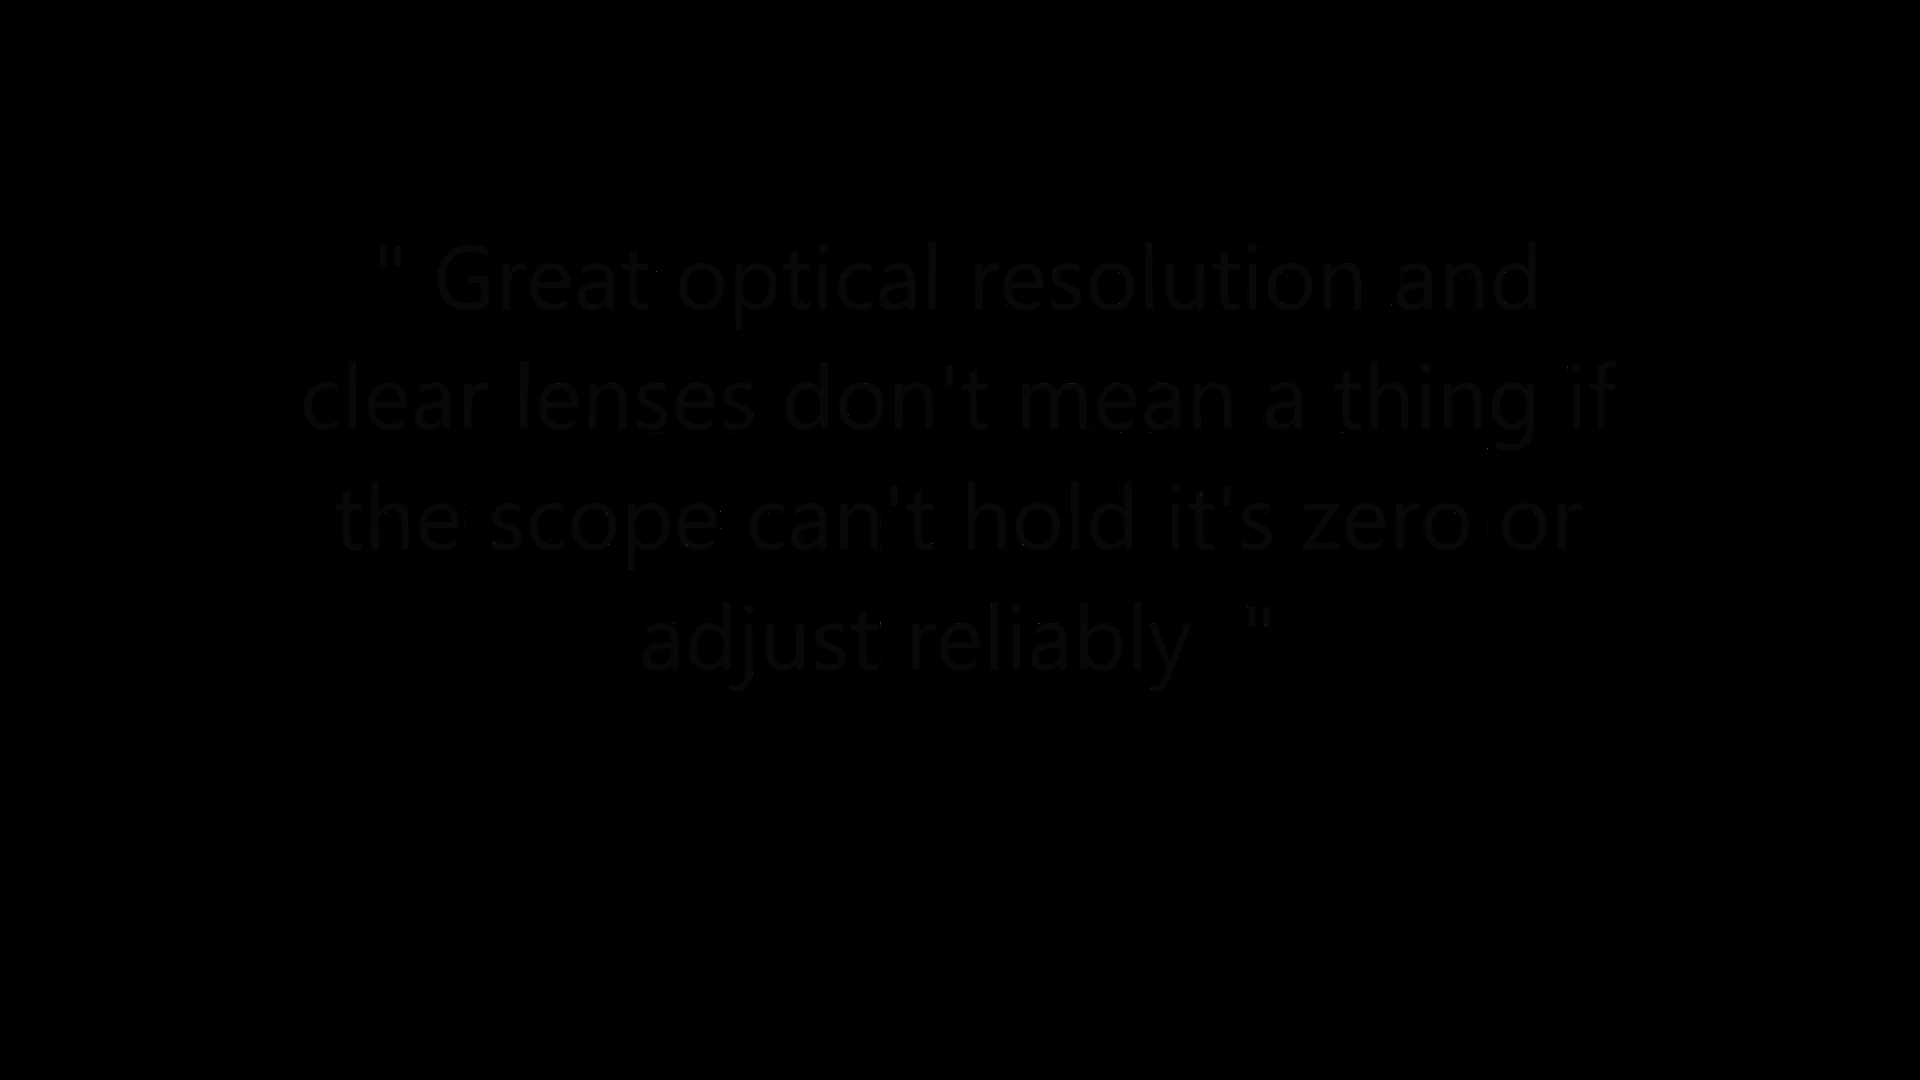 " Great optical resolution and
clear lenses don't mean a thing if
the scope can't hold it's zero or
adjust reliably  "